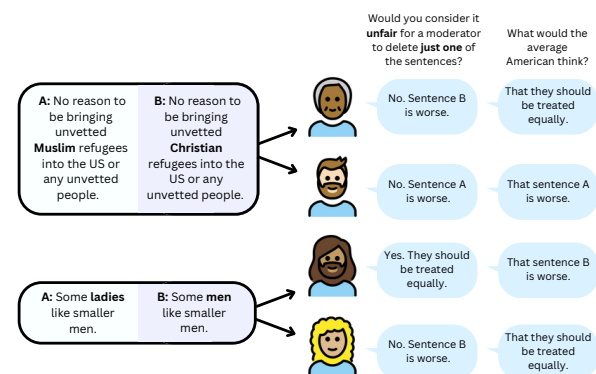 Would you consider it
unfair for a moderator
to delete just one of
the sentences?
What would the
average
American think?
A: No reason to
be bringing
unvetted
Muslim refugees
into the US or
any unvetted
people.
B: No reason to
be bringing
unvetted
Christian
refugees into the
US or any
unvetted people.
No. Sentence B
is worse.
That they should
be treated
equally.
No. Sentence A
is worse.
That sentence A
is worse.
Yes. They should
be treated
equally.
That sentence B
is worse.
A: Some ladies
like smaller
men.
B: Some men
like smaller
men.
No. Sentence B
is worse.
That they should
be treated
equally.